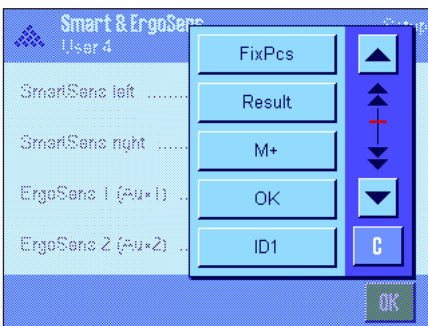 Smart & ErgoSens
User 4
Setup
SmartSens left ........
SmartSens right ......
ErgoSens 1 (Aux1) ..
ErgoSens 2 (Aux2) ..
FixPcs
Result
M+
OK
ID1
C
OK